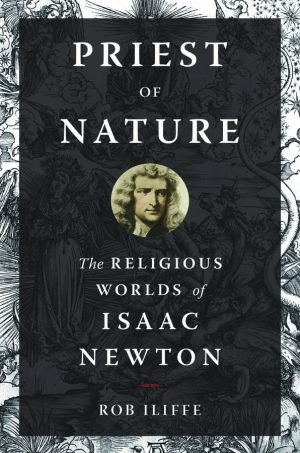 PRIEST
OF
NATURE
The RELIGIOUS
WORLDS of
ISAAC
NEWTON
ROB ILIFFE